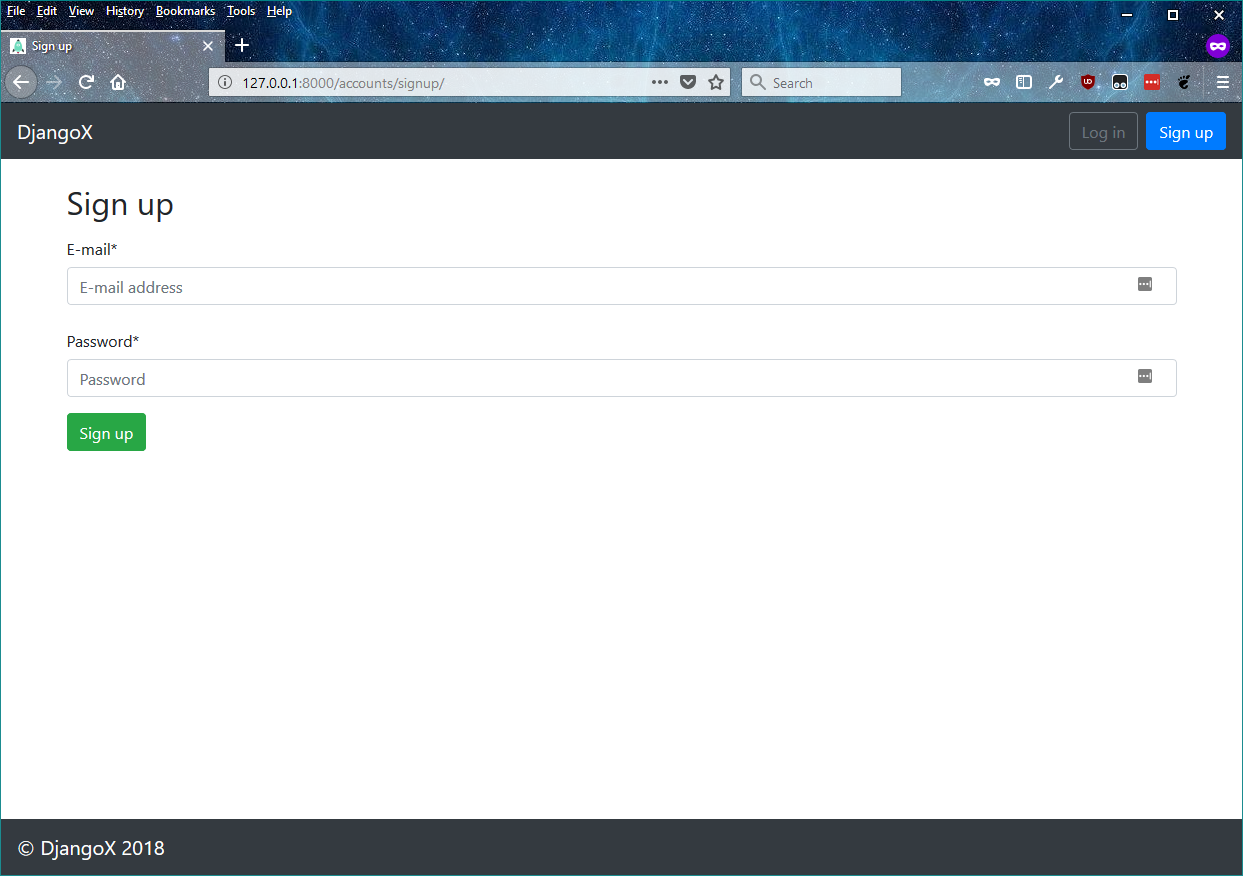 File Edit View History Bookmarks Tools Help
Sign up
127.0.0.1:8000/accounts/signup/
Search
DjangoX
Log in
Sign up
Sign up
E-mail*
E-mail address
Password*
Password
Sign up
© DjangoX 2018